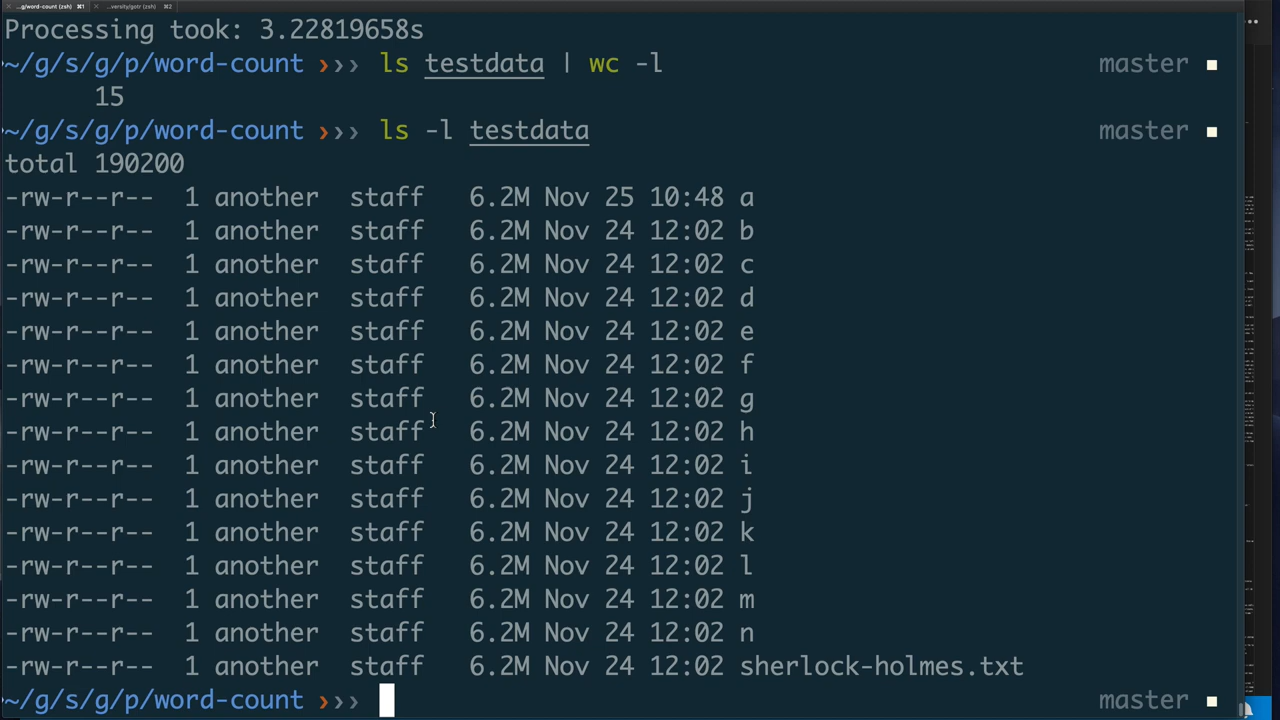 …g/word-count (zsh) ⌘1 …versity/gotr (zsh) ⌘2
Processing took: 3.22819658s
~/g/s/g/p/word-count ❯❯❯ ls testdata | wc -l master
15
~/g/s/g/p/word-count ❯❯❯ ls -l testdata master
total 190200
-rw-r--r-- 1 another staff 6.2M Nov 25 10:48 a
-rw-r--r-- 1 another staff 6.2M Nov 24 12:02 b
-rw-r--r-- 1 another staff 6.2M Nov 24 12:02 c
-rw-r--r-- 1 another staff 6.2M Nov 24 12:02 d
-rw-r--r-- 1 another staff 6.2M Nov 24 12:02 e
-rw-r--r-- 1 another staff 6.2M Nov 24 12:02 f
-rw-r--r-- 1 another staff 6.2M Nov 24 12:02 g
-rw-r--r-- 1 another staff 6.2M Nov 24 12:02 h
-rw-r--r-- 1 another staff 6.2M Nov 24 12:02 i
-rw-r--r-- 1 another staff 6.2M Nov 24 12:02 j
-rw-r--r-- 1 another staff 6.2M Nov 24 12:02 k
-rw-r--r-- 1 another staff 6.2M Nov 24 12:02 l
-rw-r--r-- 1 another staff 6.2M Nov 24 12:02 m
-rw-r--r-- 1 another staff 6.2M Nov 24 12:02 n
-rw-r--r-- 1 another staff 6.2M Nov 24 12:02 sherlock-holmes.txt
~/g/s/g/p/word-count ❯❯❯ master